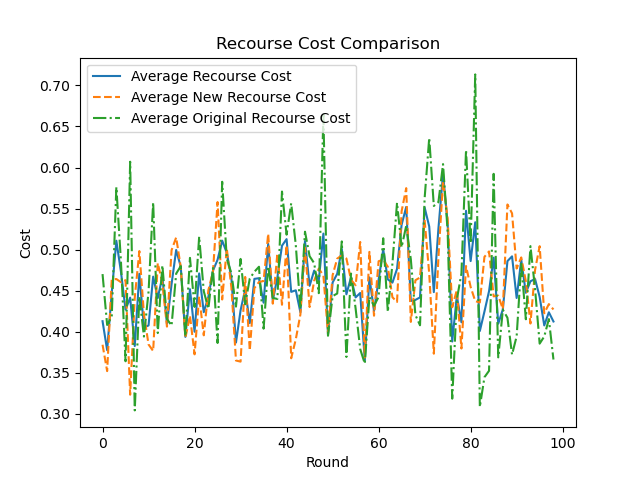 Recourse Cost Comparison
Average Recourse Cost
Average New Recourse Cost
Average Original Recourse Cost
0.70
0.65
0.60
0.55
0.50
0.45
0.40
0.35
0.30
Cost
0
20
40
60
80
100
Round